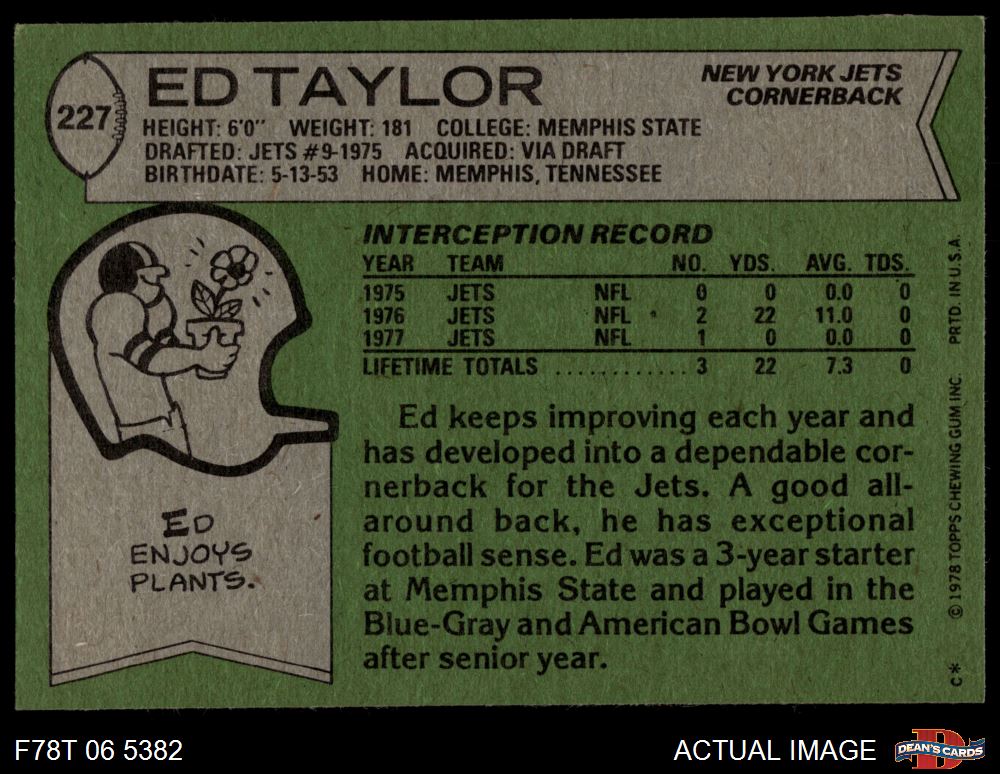 227
ED TAYLOR
NEW YORK JETS
CORNERBACK
HEIGHT: 6'0" WEIGHT: 181 COLLEGE: MEMPHIS STATE
DRAFTED: JETS #9-1975 ACQUIRED: VIA DRAFT
BIRTHDATE: 5-13-53 HOME: MEMPHIS, TENNESSEE
INTERCEPTION RECORD
YEAR TEAM NO. YDS. AVG. TDS.
1975 JETS NFL 0 0 0.0 0
1976 JETS NFL 2 22 11.0 0
1977 JETS NFL 1 0 0.0 0
LIFETIME TOTALS ............ 3 22 7.3 0
Ed keeps improving each year and
has developed into a dependable cor-
nerback for the Jets. A good all-
around back, he has exceptional
football sense. Ed was a 3-year starter
at Memphis State and played in the
Blue-Gray and American Bowl Games
after senior year.
ED
ENJOYS
PLANTS.
C* © 1978 TOPPS CHEWING GUM INC. PRTD. IN U.S.A.
F78T 06 5382
ACTUAL IMAGE
D
DEAN'S CARDS